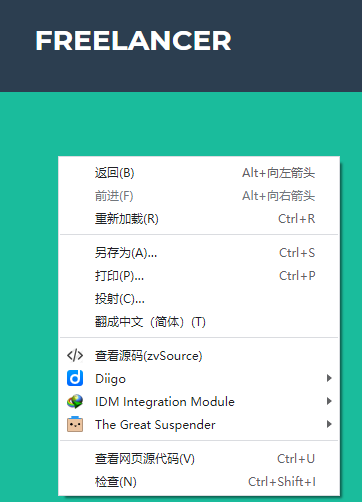 FREELANCER
返回(B) Alt+向左箭头
前进(F) Alt+向右箭头
重新加载(R) Ctrl+R
另存为(A)... Ctrl+S
打印(P)... Ctrl+P
投射(C)...
翻成中文（简体）(T)
查看源码(zvSource)
Diigo
IDM Integration Module
The Great Suspender
查看网页源代码(V) Ctrl+U
检查(N) Ctrl+Shift+I